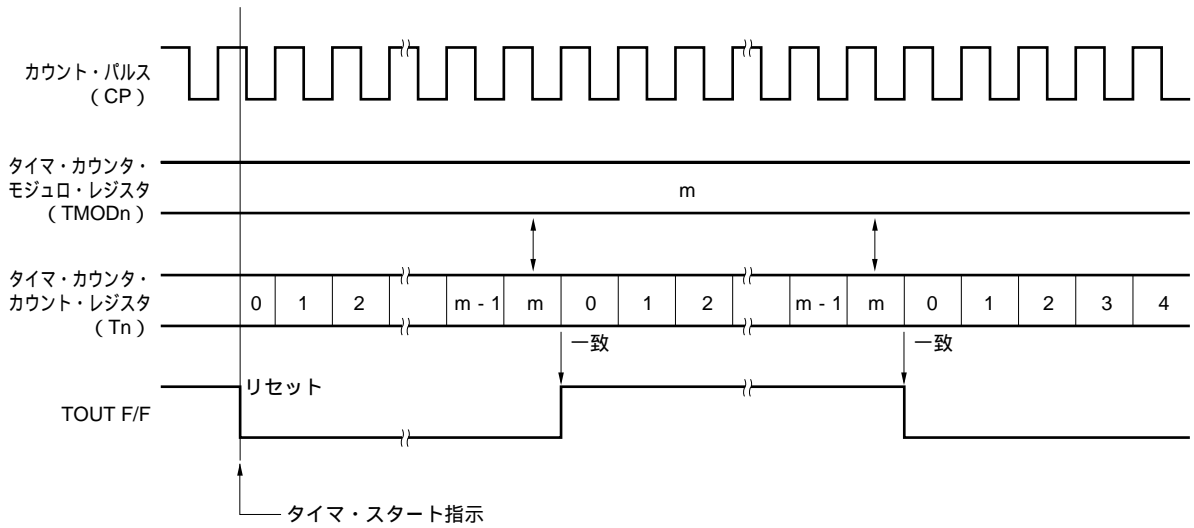 カウント・パルス
( CP )
タイマ・カウンタ・
モジュロ・レジスタ
( TMODn )
m
タイマ・カウンタ・
カウント・レジスタ
( Tn )
0 1 2 m - 1 m 0 1 2 m - 1 m 0 1 2 3 4
一致 一致
リセット
TOUT F/F
タイマ・スタート指示